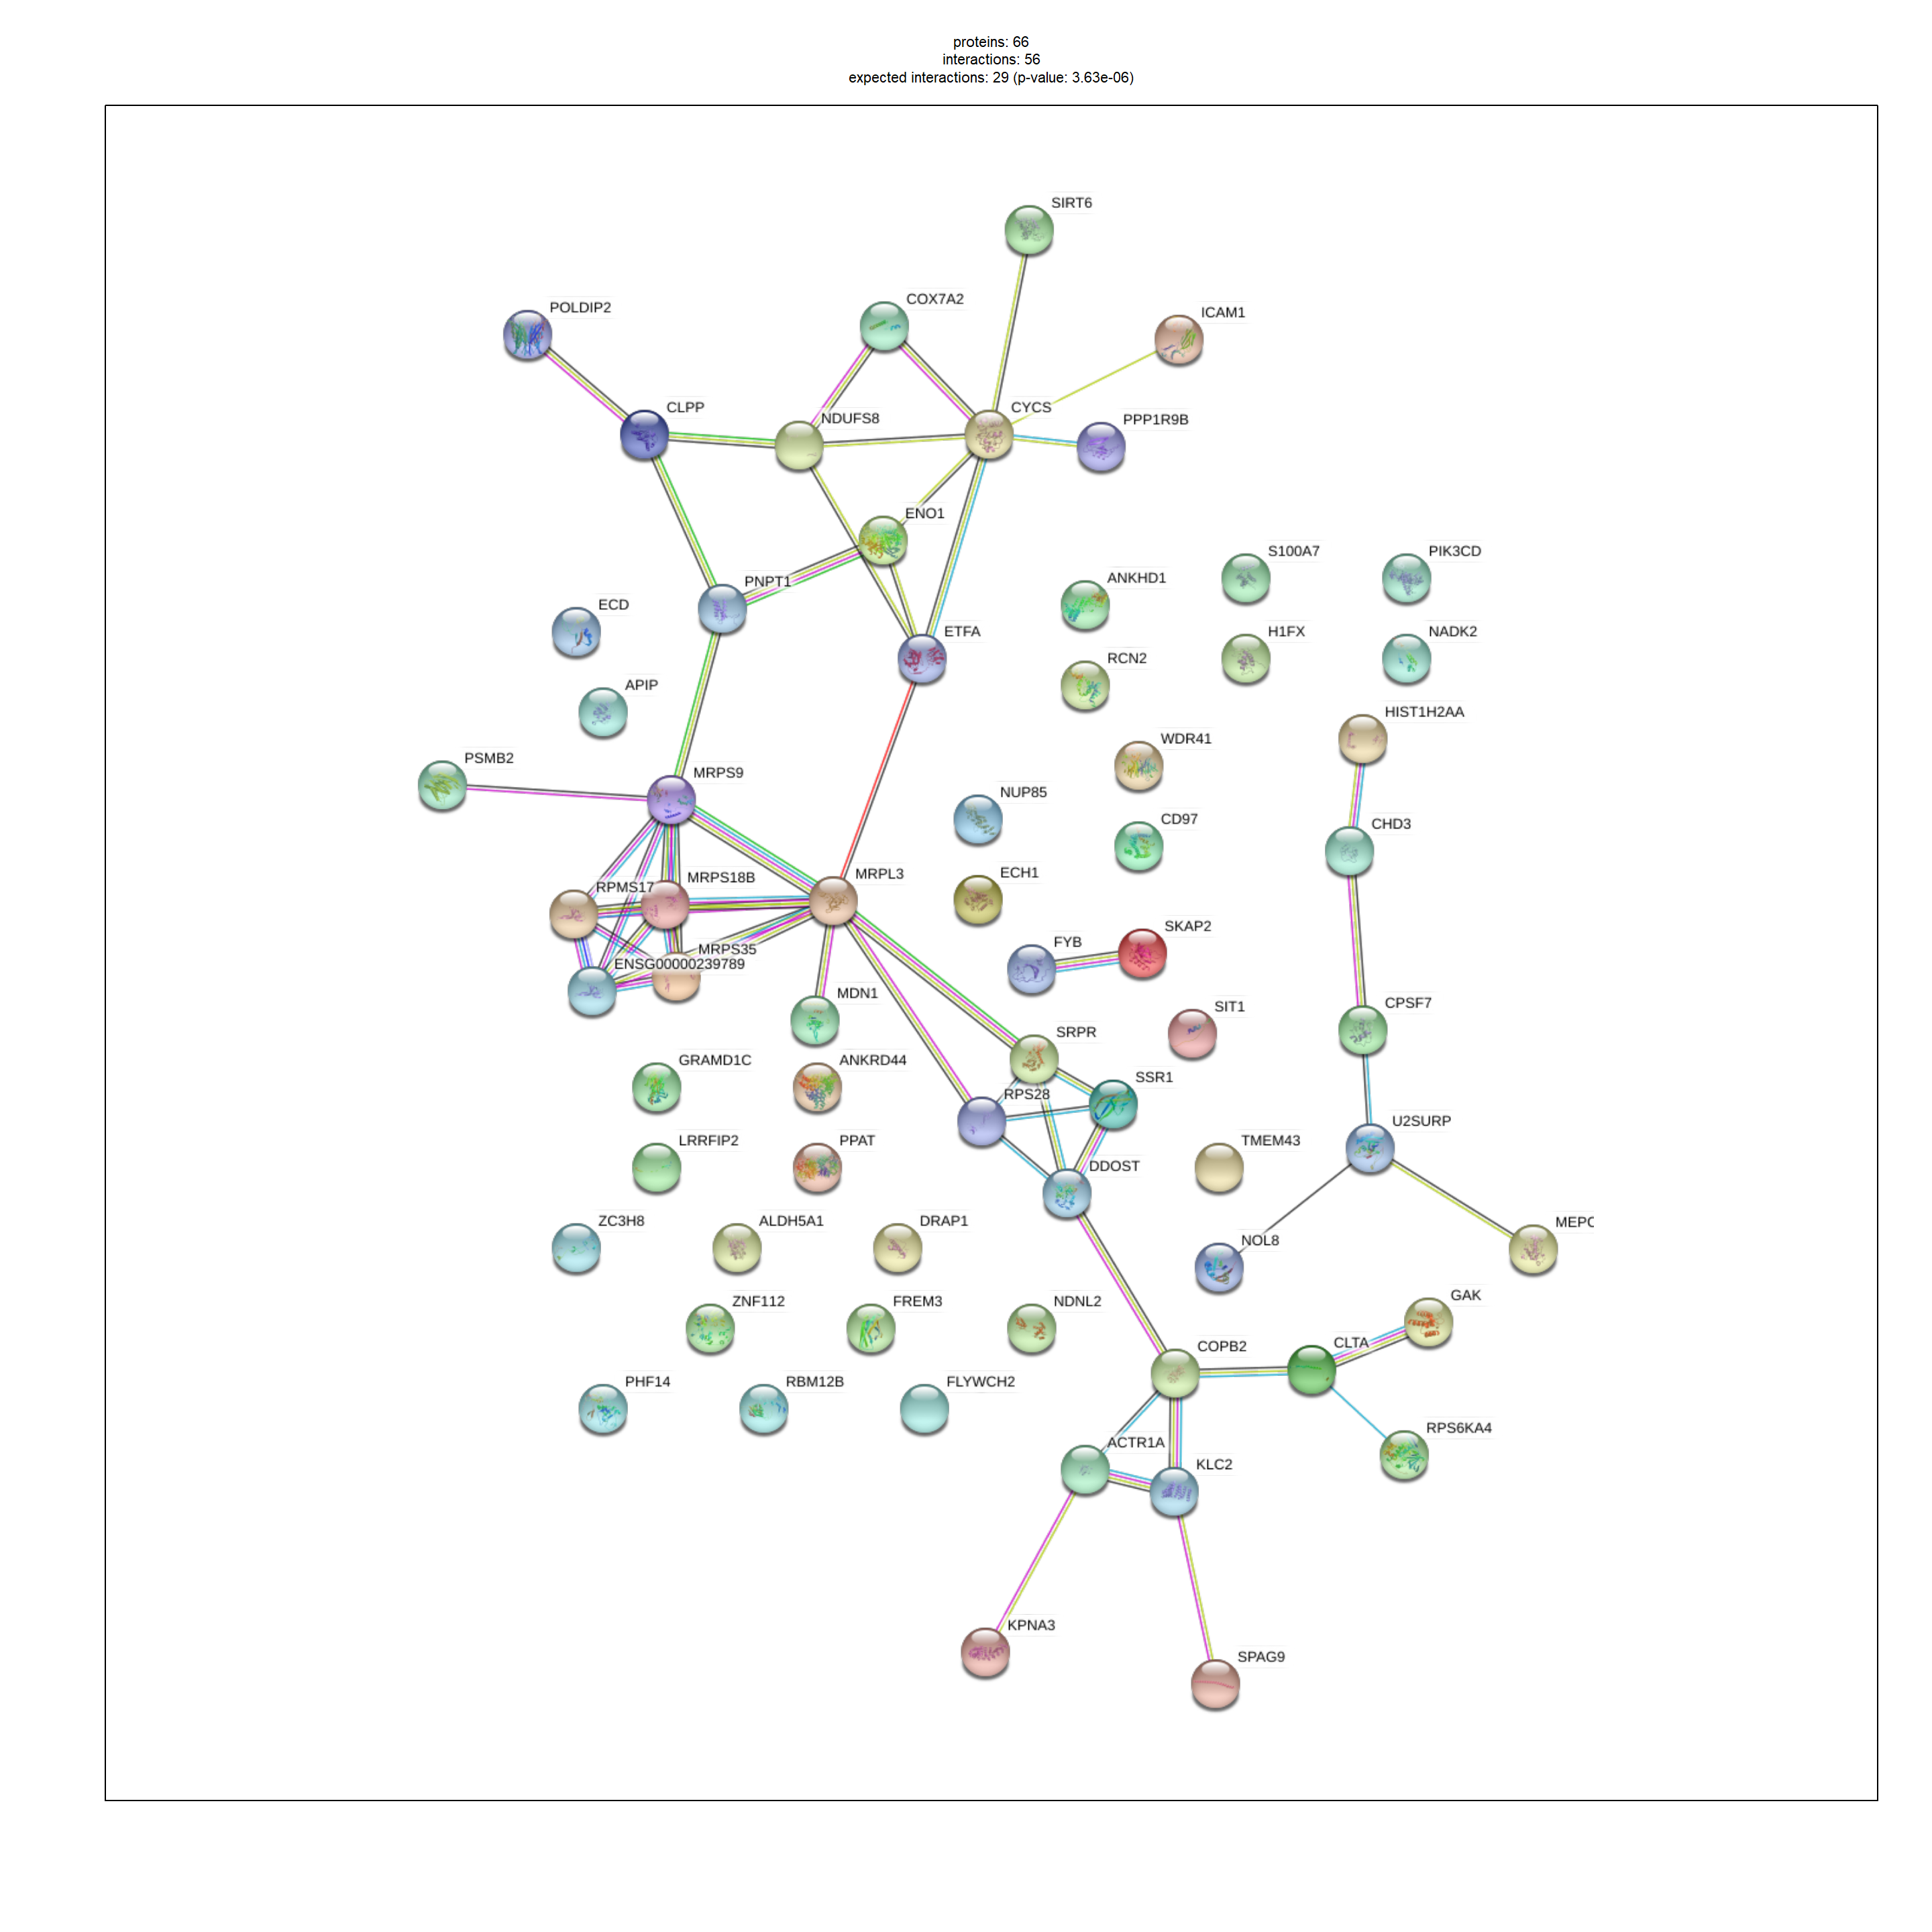 proteins: 66
interactions: 56
expected interactions: 29 (p-value: 3.63e-06)
SIRT6
COX7A2
POLDIP2
ICAM1
CLPP
CYCS
NDUFS8
PPP1R9B
ENO1
S100A7
PIK3CD
ANKHD1
PNPT1
ECD
ETFA
H1FX
NADK2
RCN2
APIP
HIST1H2AA
WDR41
PSMB2
MRPS9
NUP85
CD97
CHD3
MRPS18B
MRPL3
ECH1
RPMS17
SKAP2
FYB
MRPS35
ENSG00000239789
MDN1
CPSF7
SIT1
SRPR
GRAMD1C
ANKRD44
SSR1
RPS28
U2SURP
LRRFIP2
PPAT
TMEM43
DDOST
ZC3H8
ALDH5A1
DRAP1
MEPC
NOL8
GAK
ZNF112
FREM3
NDNL2
CLTA
COPB2
PHF14
RBM12B
FLYWCH2
RPS6KA4
ACTR1A
KLC2
KPNA3
SPAG9